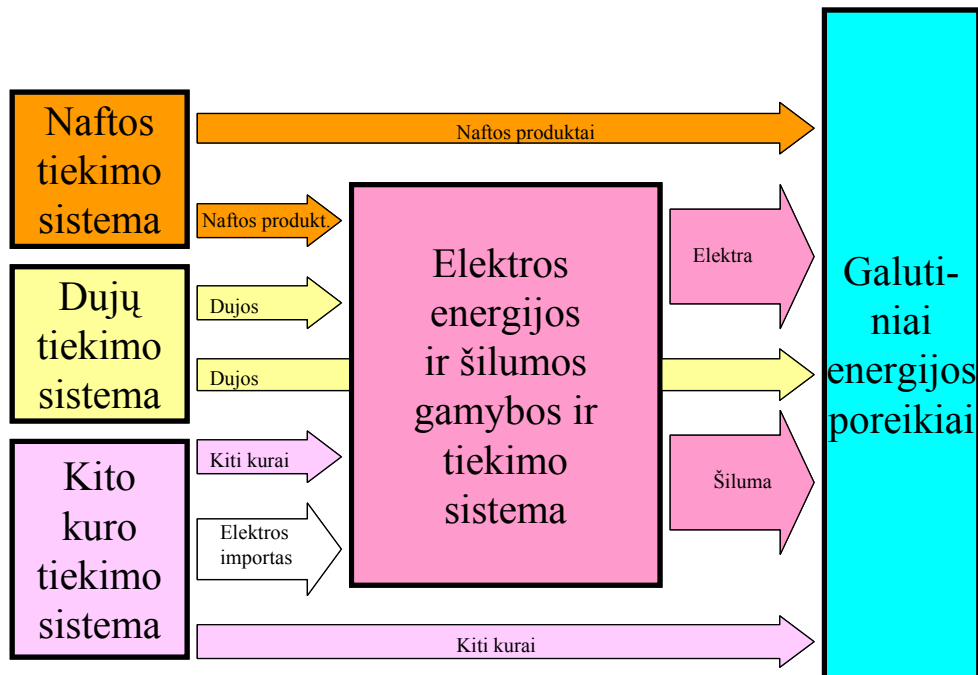 Naftos
tiekimo
sistema
Dujų
tiekimo
sistema
Kito
kuro
tiekimo
sistema
Naftos produktai
Naftos produkt.
Dujos
Dujos
Kiti kurai
Elektros
importas
Kiti kurai
Elektros
energijos
ir šilumos
gamybos ir
tiekimo
sistema
Elektra
Šiluma
Galuti-
niai
energijos
poreikiai